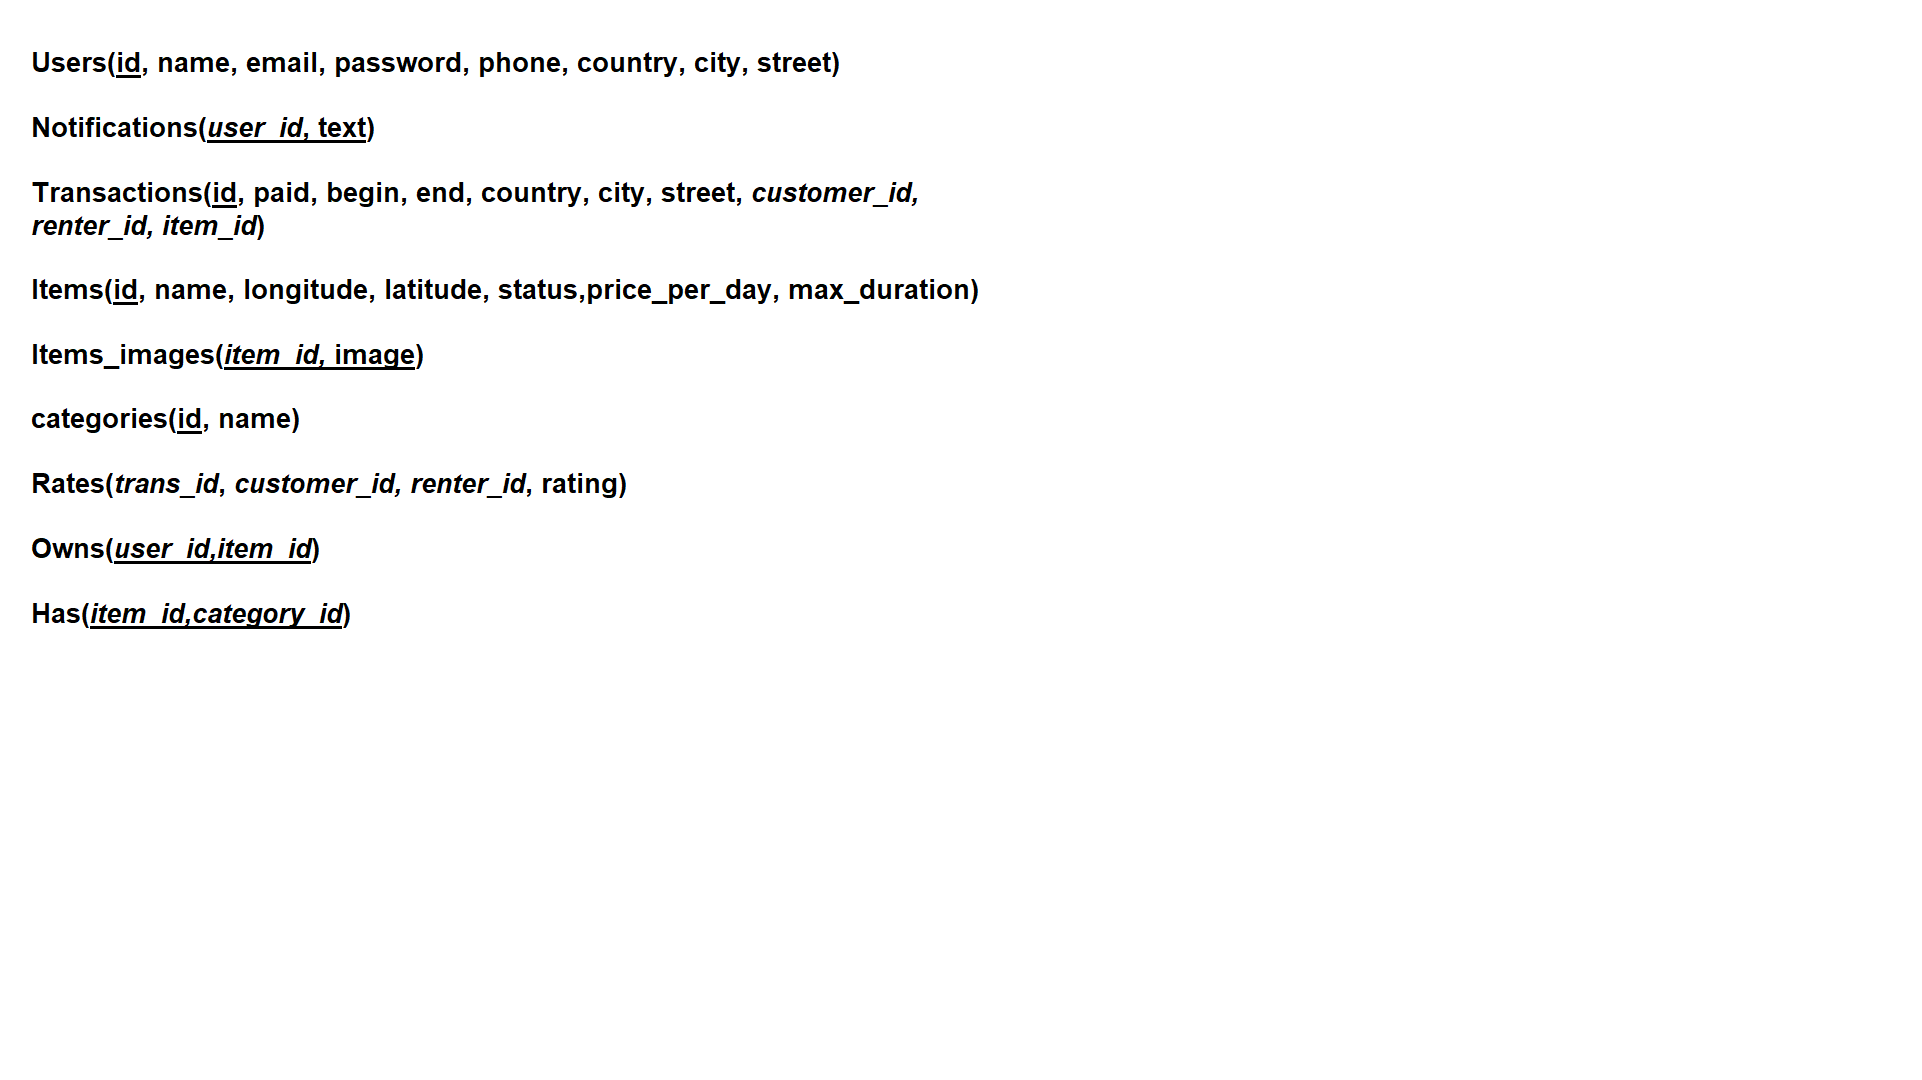 Users(id, name, email, password, phone, country, city, street)
Notifications(user_id, text)
Transactions(id, paid, begin, end, country, city, street, customer_id,
renter_id, item_id)
Items(id, name, longitude, latitude, status,price_per_day, max_duration)
Items_images(item_id, image)
categories(id, name)
Rates(trans_id, customer_id, renter_id, rating)
Owns(user_id,item_id)
Has(item_id,category_id)